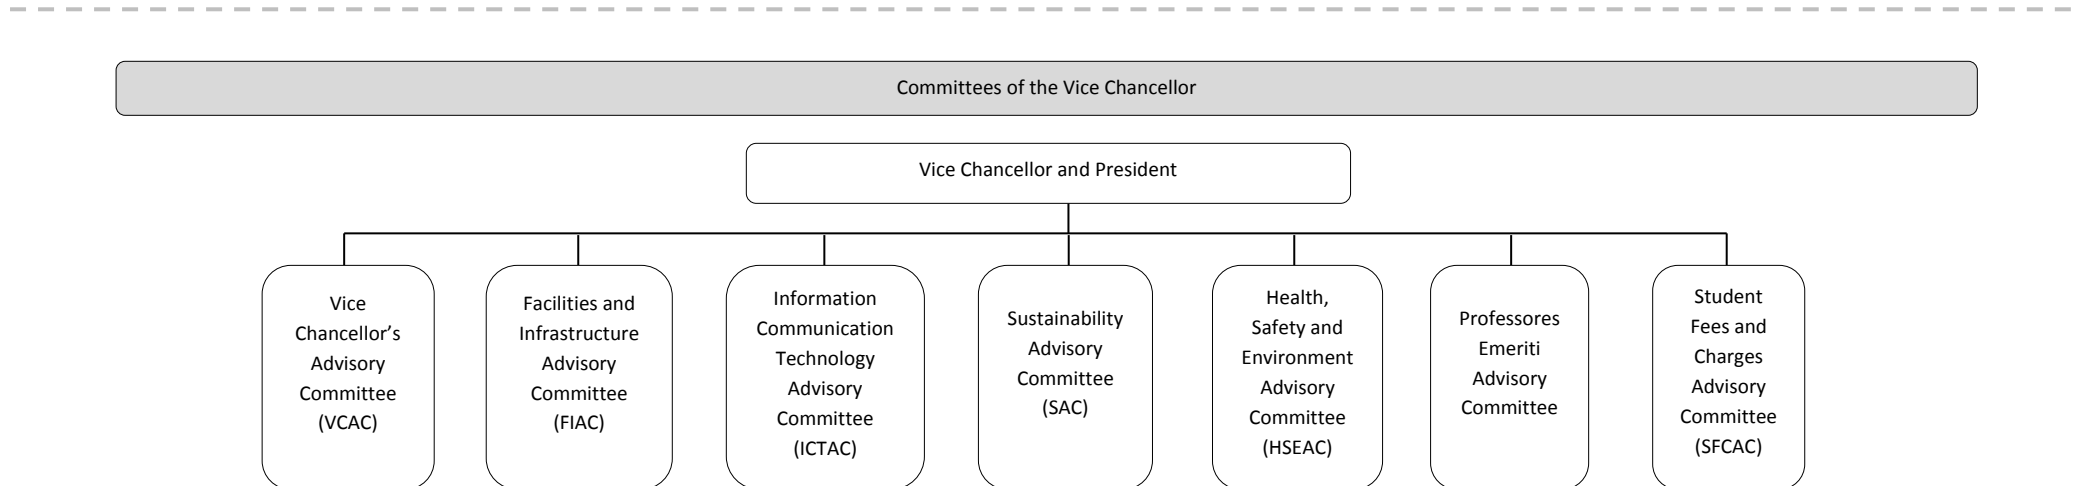 Committees of the Vice Chancellor
Vice Chancellor and President
Vice
Chancellor’s
Advisory
Committee
(VCAC)
Facilities and
Infrastructure
Advisory
Committee
(FIAC)
Information
Communication
Technology
Advisory
Committee
(ICTAC)
Sustainability
Advisory
Committee
(SAC)
Health,
Safety and
Environment
Advisory
Committee
(HSEAC)
Professores
Emeriti
Advisory
Committee
Student
Fees and
Charges
Advisory
Committee
(SFCAC)